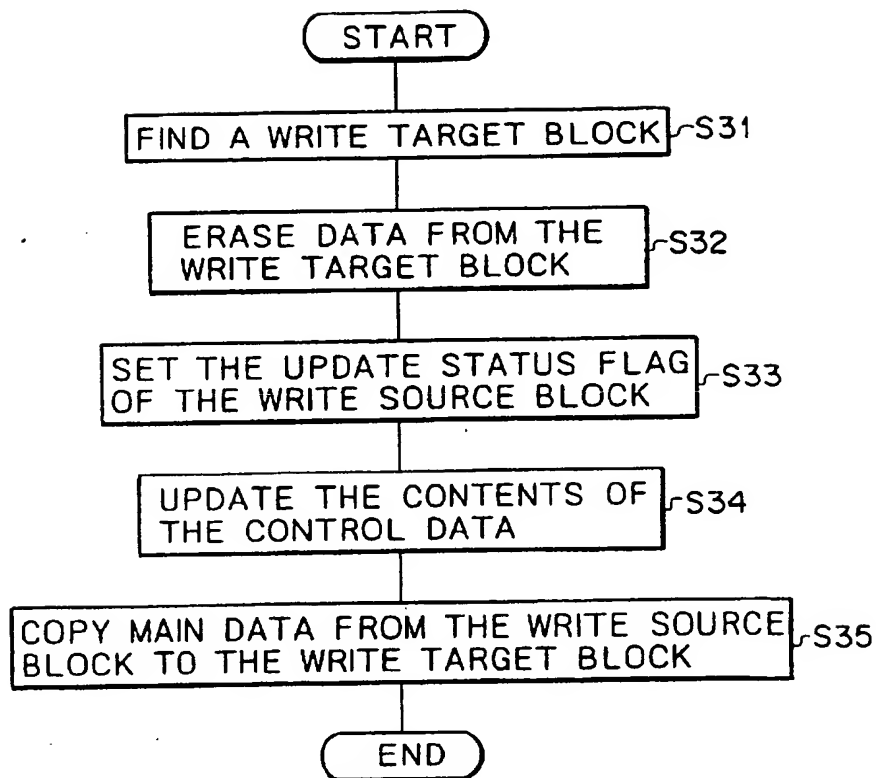 START
FIND A WRITE TARGET BLOCK
S31
ERASE DATA FROM THE
WRITE TARGET BLOCK
S32
SET THE UPDATE STATUS FLAG
OF THE WRITE SOURCE BLOCK
S33
UPDATE THE CONTENTS OF
THE CONTROL DATA
S34
COPY MAIN DATA FROM THE WRITE SOURCE
BLOCK TO THE WRITE TARGET BLOCK
S35
END